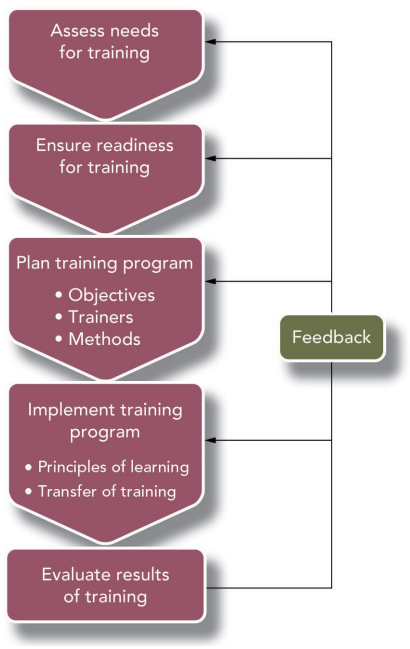 Assess needs
for training
Ensure readiness
for training
Plan training program
• Objectives
• Trainers
• Methods
Feedback
Implement training
program
• Principles of learning
• Transfer of training
Evaluate results
of training